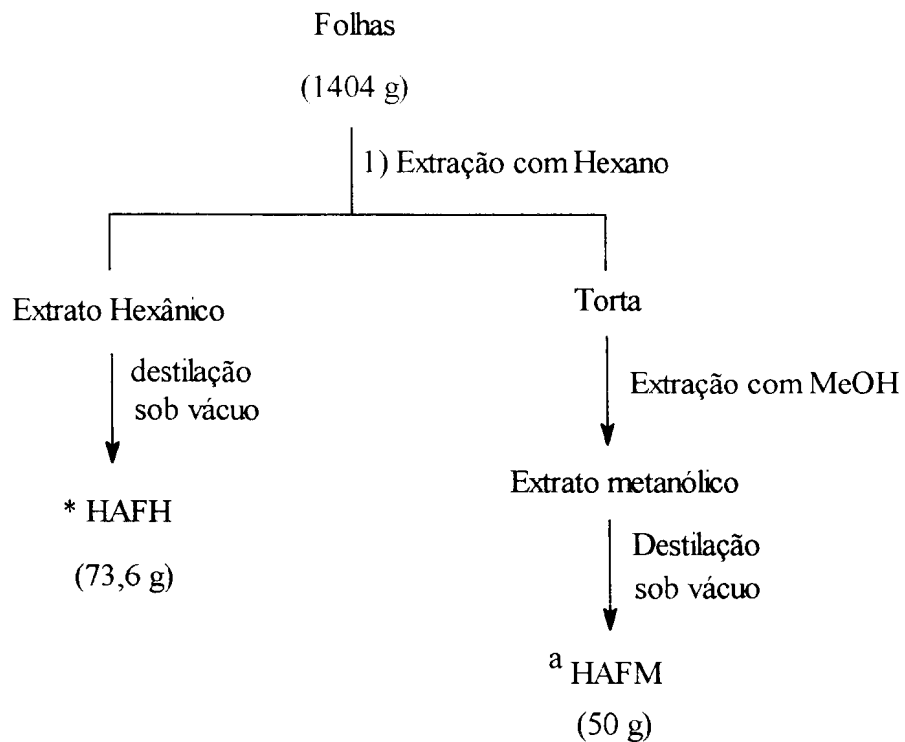 Folhas
(1404 g)
1) Extração com Hexano
Extrato Hexânico
destilação
sob vácuo
* HAFH
(73,6 g)
Torta
Extração com MeOH
Extrato metanólico
Destilação
sob vácuo
a HAFM
(50 g)